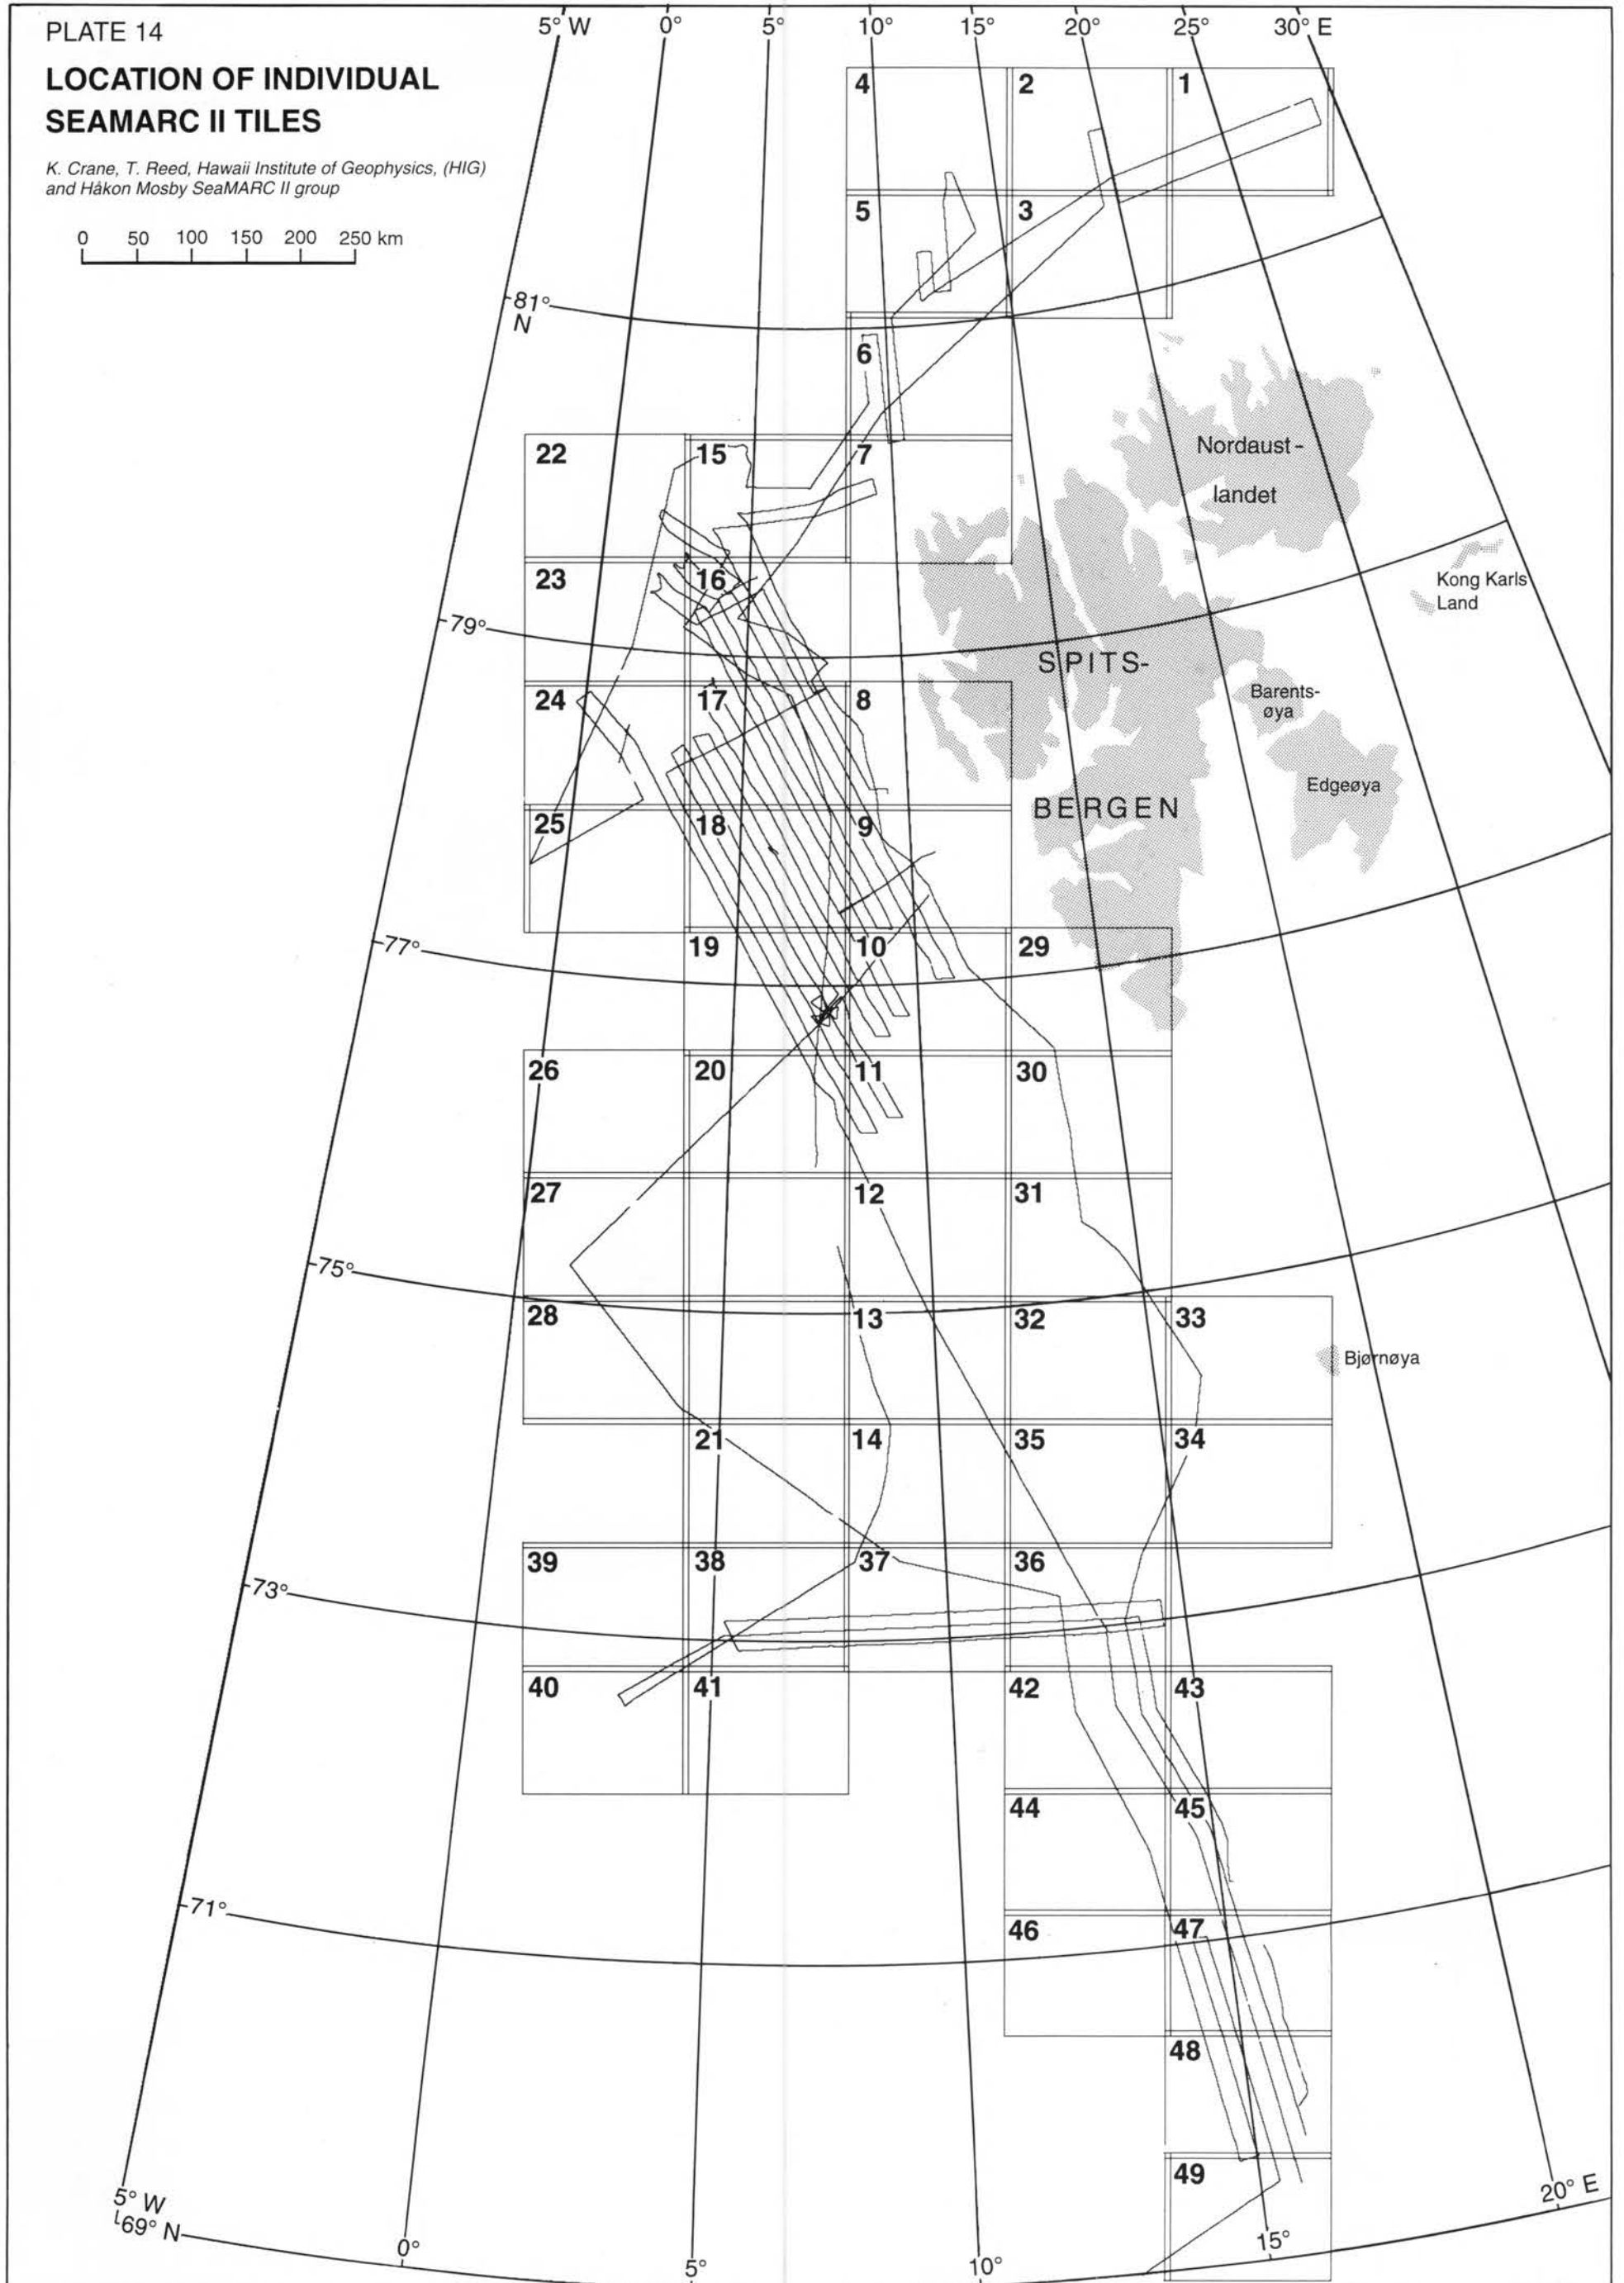 PLATE 14
LOCATION OF INDIVIDUAL
SEAMARC II TILES
K. Crane, T. Reed, Hawaii Institute of Geophysics, (HIG)
and Håkon Mosby SeaMARC II group
0 50 100 150 200 250 km
5° W 0° 5° 10° 15° 20° 25° 30° E
4 2 1
5 3
81°
N
6
Nordaust-
landet
22 15 7
23 16
Kong Karls
Land
79°
SPITS-
24 17 8
Barents-
øya
Edgeøya
BERGEN
25 18 9
77°
19 10 29
26 20 11 30
27 12 31
75°
28 13 32 33
Bjørnøya
21 14 35 34
39 38 37 36
73°
40 41 42 43
44 45
71°
46 47
48
49
5° W
69° N
0°
5°
10°
15°
20° E